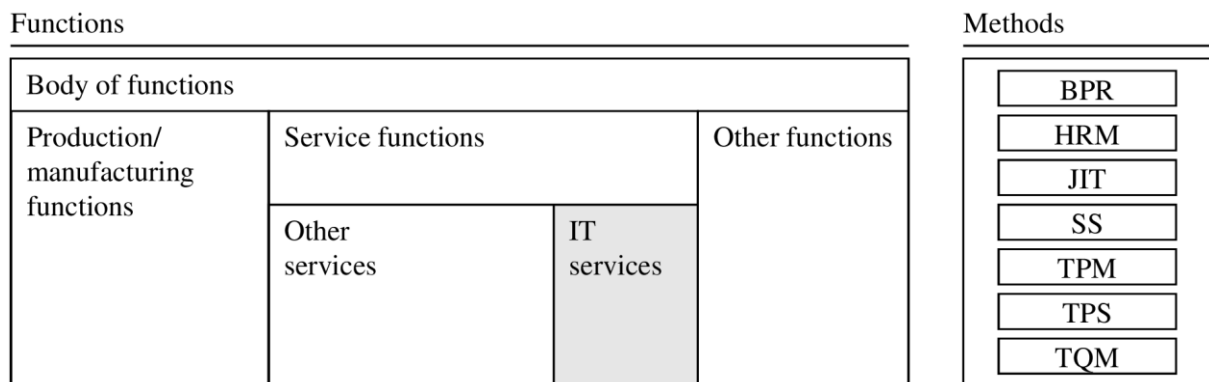 Functions
Methods
Body of functions
Production/
manufacturing
functions
Service functions
Other functions
Other
services
IT
services
BPR
HRM
JIT
SS
TPM
TPS
TQM